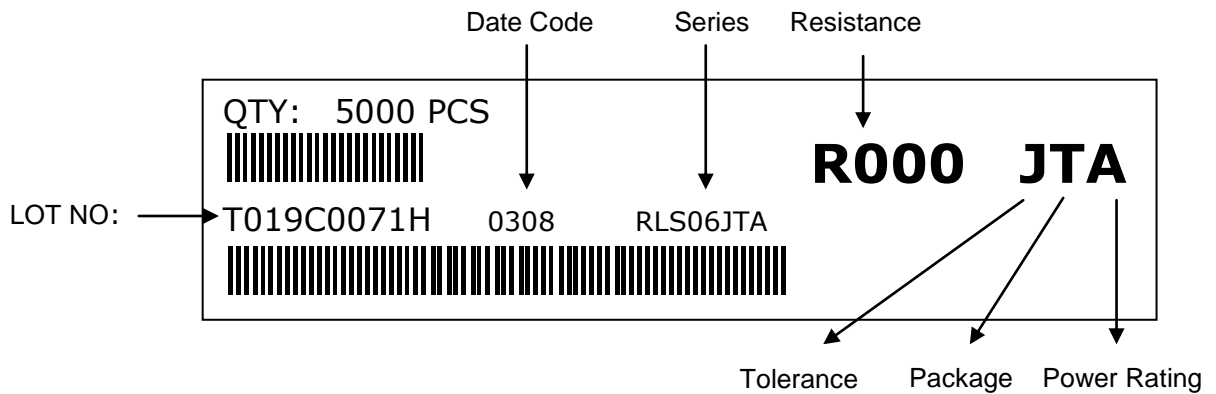 Date Code Series Resistance
QTY: 5000 PCS
R000 JTA
LOT NO: T019C0071H 0308 RLS06JTA
Tolerance Package Power Rating